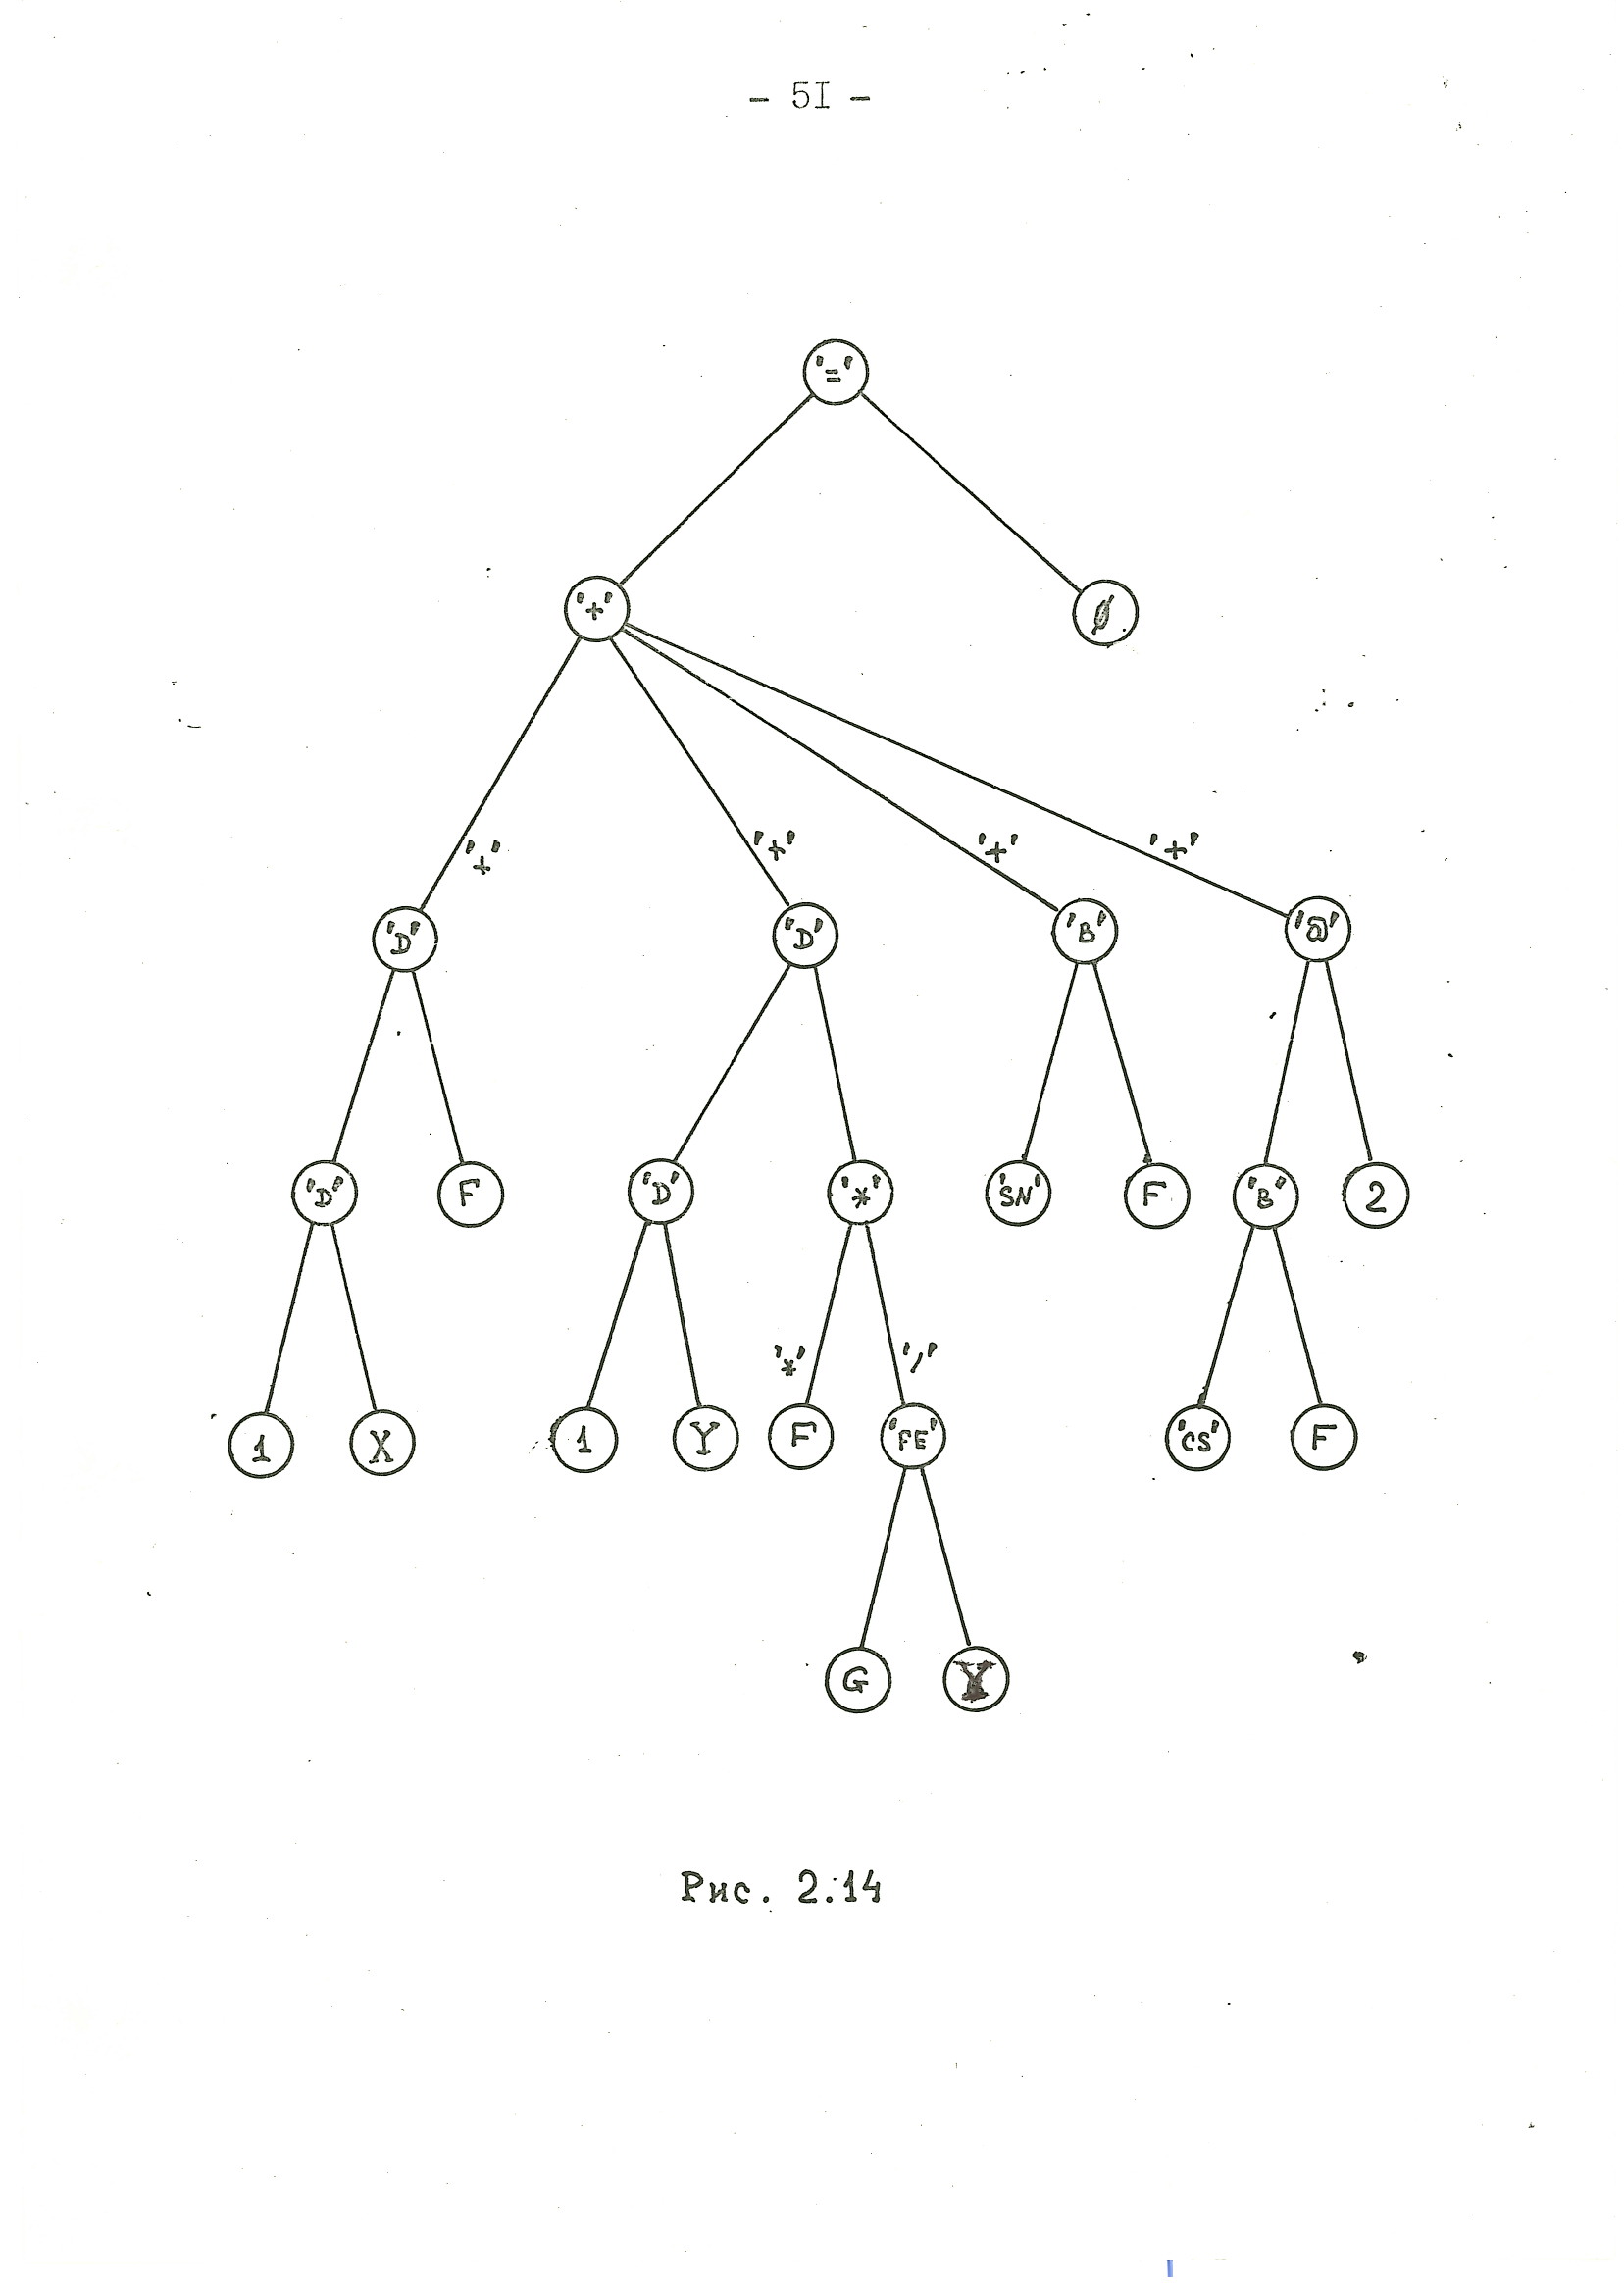 - 5I -
'='
'+' ø
'+' '+' '+' '+'
'D' 'D' 'B' '@'
'D' F 'D' '*' 'SN' F 'B' 2
'*' '/'
1 X 1 Y F 'FE' 'CS' F
G Y
Рис. 2.14